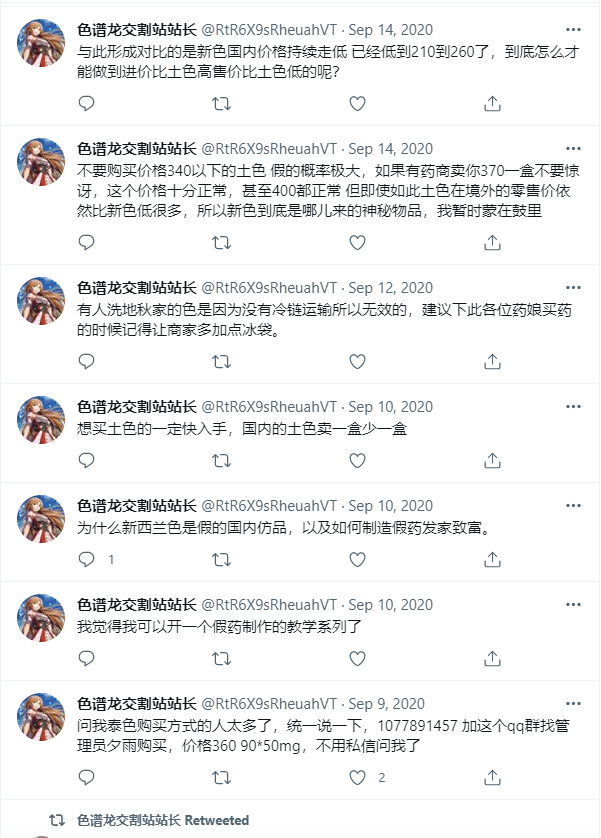 色谱龙交割站站长 @RtR6X9sRheuahVT · Sep 14, 2020
与此形成对比的是新色国内价格持续走低 已经低到210到260了，到底怎么才
能做到进价比土色高售价比土色低的呢？
色谱龙交割站站长 @RtR6X9sRheuahVT · Sep 14, 2020
不要购买价格340以下的土色 假的概率极大，如果有药商卖你370一盒不要惊
讶，这个价格十分正常，甚至400都正常 但即使如此土色在境外的零售价依
然比新色低很多，所以新色到底是哪儿来的神秘物品，我暂时蒙在鼓里
色谱龙交割站站长 @RtR6X9sRheuahVT · Sep 12, 2020
有人洗地秋家的色是因为没有冷链运输所以无效的，建议下此各位药娘买药
的时候记得让商家多加点冰袋。
色谱龙交割站站长 @RtR6X9sRheuahVT · Sep 10, 2020
想买土色的一定快入手，国内的土色卖一盒少一盒
色谱龙交割站站长 @RtR6X9sRheuahVT · Sep 10, 2020
为什么新西兰色是假的国内仿品，以及如何制造假药发家致富。
1
色谱龙交割站站长 @RtR6X9sRheuahVT · Sep 10, 2020
我觉得我可以开一个假药制作的教学系列了
色谱龙交割站站长 @RtR6X9sRheuahVT · Sep 9, 2020
问我泰色购买方式的人太多了，统一说一下，1077891457 加这个qq群找管
理员夕雨购买，价格360 90*50mg，不用私信问我了
2
色谱龙交割站站长 Retweeted